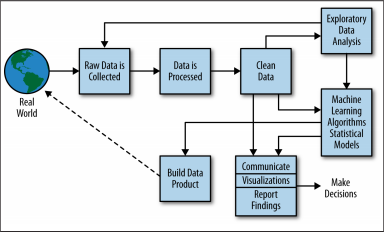 Exploratory
Data
Analysis
Raw Data is
Collected
Data is
Processed
Clean
Data
Real
World
Machine
Learning
Algorithms
Statistical
Models
Build Data
Product
Communicate
Visualizations
Report
Findings
Make
Decisions